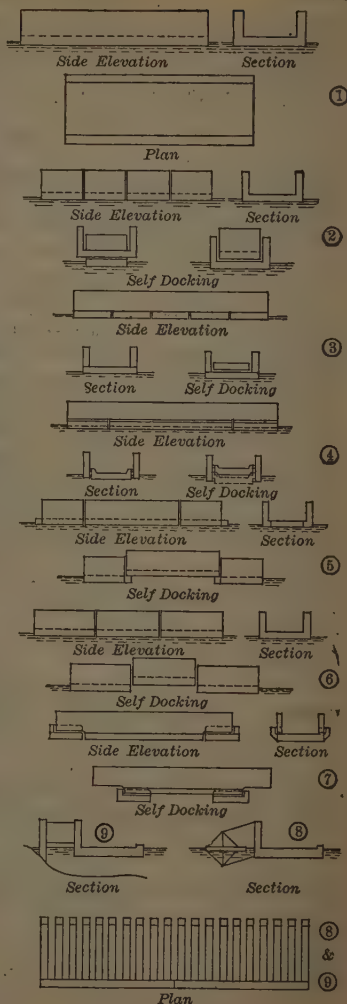 Side Elevation Section
①
Plan
Side Elevation Section
②
Self Docking
Side Elevation
③
Section Self Docking
Side Elevation
④
Section Self Docking
Side Elevation Section
⑤
Self Docking
Side Elevation Section
⑥
Self Docking
Side Elevation Section
⑦
Self Docking
⑨ ⑧
Section Section
⑧
&
⑨
Plan